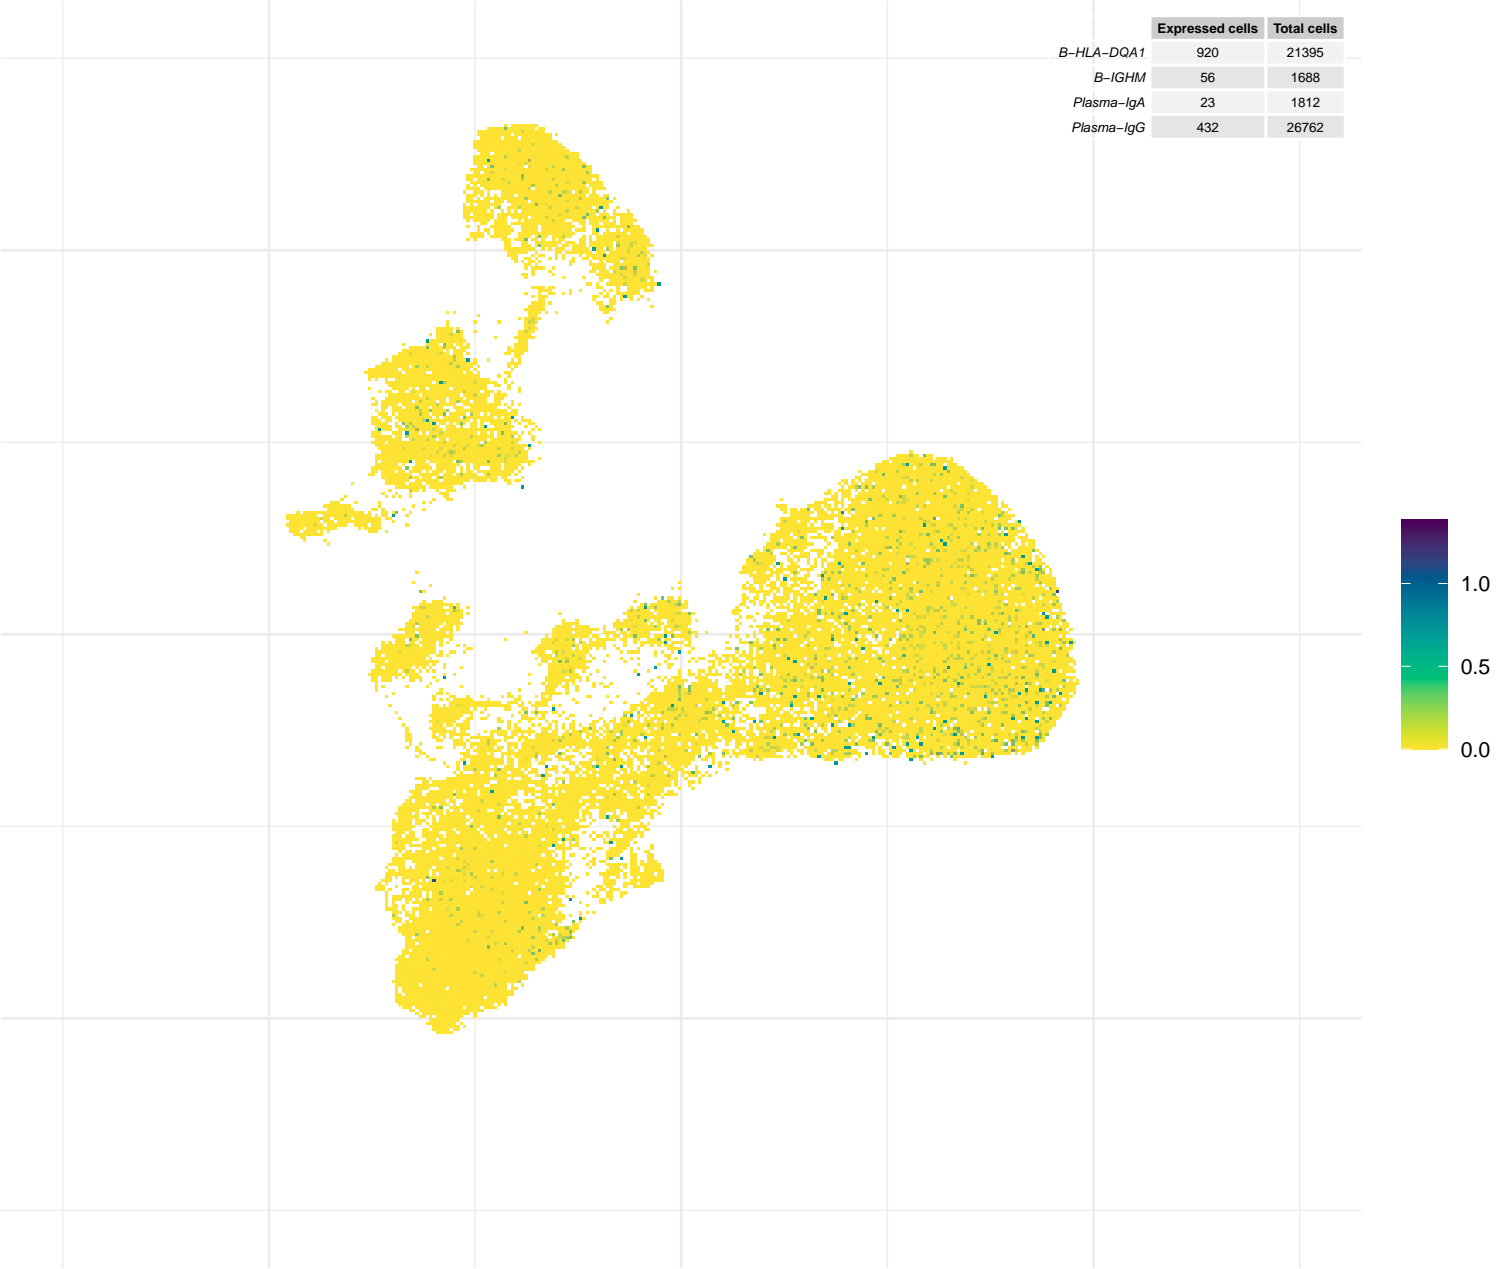 Expressed cells Total cells
B−HLA−DQA1 920 21395
B−IGHM 56 1688
Plasma−IgA 23 1812
Plasma−IgG 432 26762
1.0
0.5
0.0